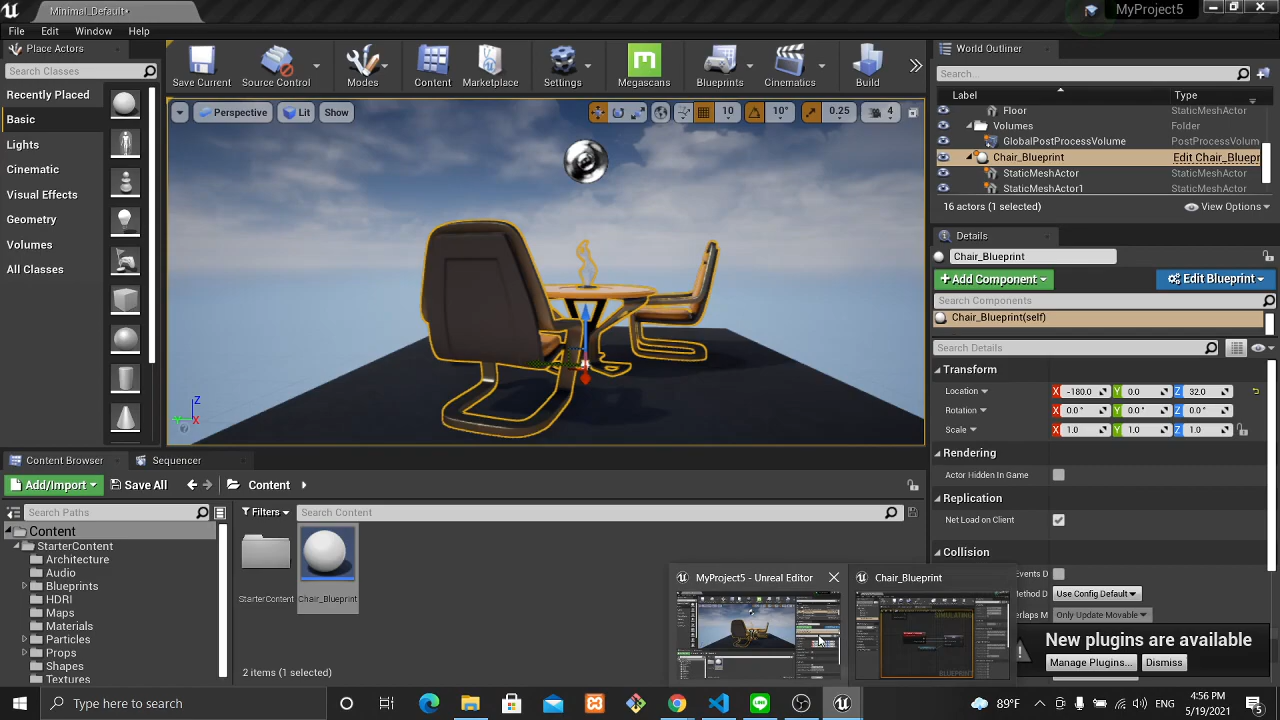 Minimal_Default*
MyProject5
File Edit Window Help
Place Actors
Search Classes
Recently Placed
Basic
Lights
Cinematic
Visual Effects
Geometry
Volumes
All Classes
Save Current
Source Control
Modes
Content
Marketplace
Settings
Megascans
Blueprints
Cinematics
Build
Perspective
Lit
Show
10
10°
0.25
4
Z
X
World Outliner
Search...
Label Type
Floor StaticMeshActor
Volumes Folder
GlobalPostProcessVolume PostProcessVolum
Chair_Blueprint Edit Chair_Bluepr
StaticMeshActor StaticMeshActor
StaticMeshActor1 StaticMeshActor
16 actors (1 selected) View Options
Details
Chair_Blueprint
+Add Component Edit Blueprint
Search Components
Chair_Blueprint(self)
Search Details
Transform
Location X -180.0 Y 0.0 Z 32.0
Rotation X 0.0° Y 0.0° Z 0.0°
Scale X 1.0 Y 1.0 Z 1.0
Rendering
Actor Hidden In Game
Replication
Net Load on Client
Collision
Events D
Method D Use Config Default
Overlaps M Only Update Movable
Content Browser
Sequencer
Add/Import Save All Content
Search Paths
Filters Search Content
Content
StarterContent
Architecture
Audio
Blueprints
HDRI
Maps
Materials
Particles
Props
Shapes
Textures
StarterContent
Chair_Blueprint
2 items (1 selected)
MyProject5 - Unreal Editor
Chair_Blueprint
SIMULATING
BLUEPRINT
New plugins are available
Manage Plugins... Dismiss
Type here to search
89°F
ENG
4:56 PM
5/19/2021